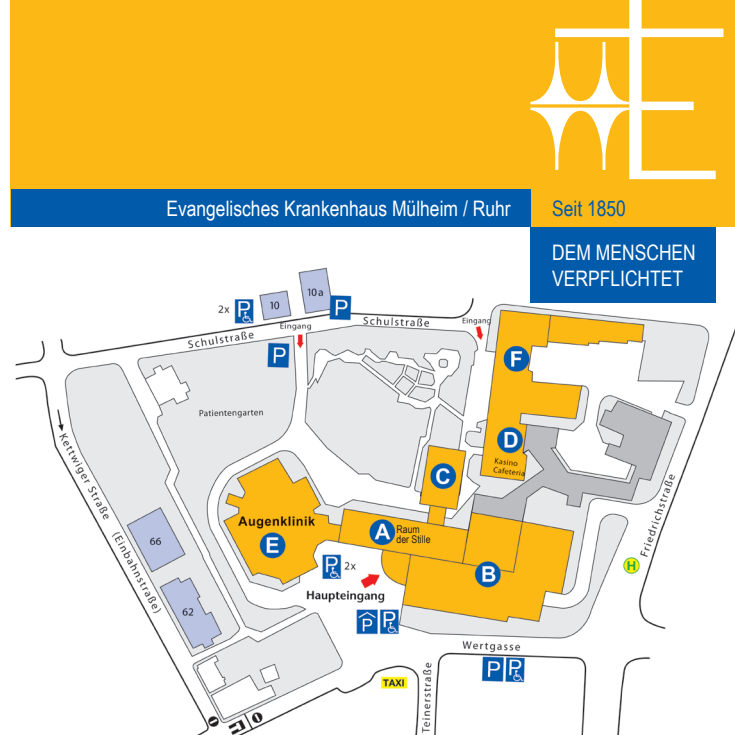 Evangelisches Krankenhaus Mülheim / Ruhr
Seit 1850
DEM MENSCHEN
VERPFLICHTET
10a
10
2x
P
P
Eingang
Schulstraße
Eingang
Schulstraße
P
F
Patientengarten
D
Kasino
Cafeteria
C
Kettwiger Straße
(Einbahnstraße)
Friedrichstraße
66
Augenklinik
E
A
Raum
der Stille
B
H
P
2x
Haupteingang
62
P
P
Wertgasse
P
P
TAXI
Teinerstraße